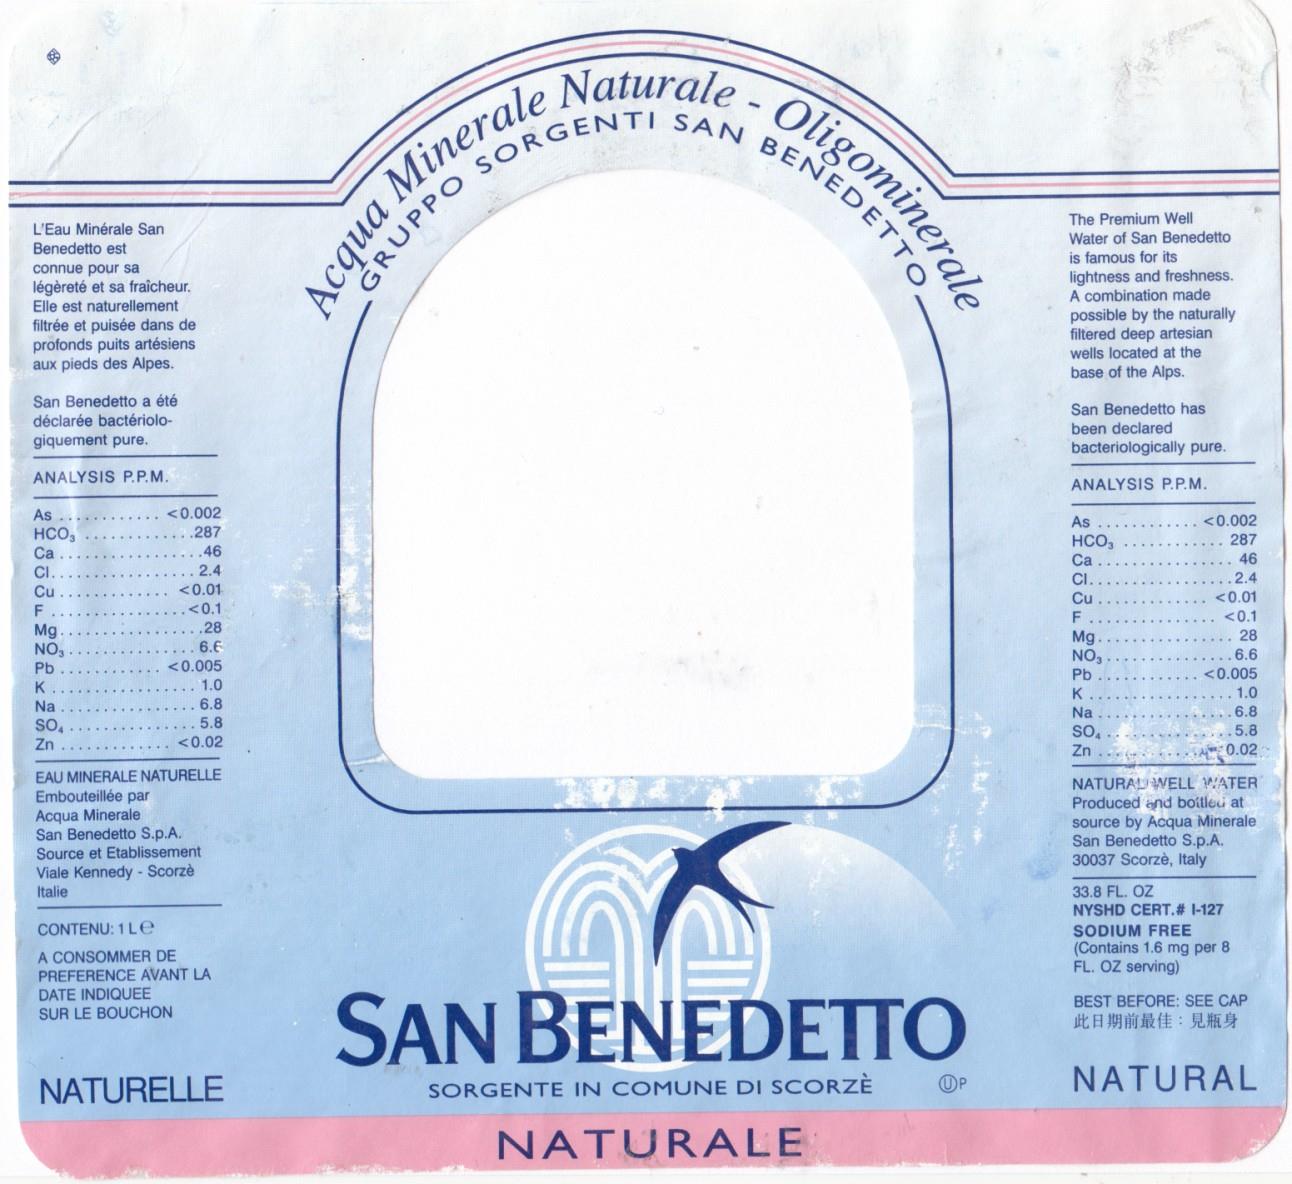 Acqua Minerale Naturale - Oligominerale
GRUPPO SORGENTI SAN BENEDETTO
L'Eau Minérale San
Benedetto est
connue pour sa
légèreté et sa fraîcheur.
Elle est naturellement
filtrée et puisée dans de
profonds puits artésiens
aux pieds des Alpes.
San Benedetto a été
déclarée bactériolo-
giquement pure.
ANALYSIS P.P.M.
As ............ <0.002
HCO₃ .............287
Ca .................46
Cl................. 2.4
Cu ............. <0.01
F ................<0.1
Mg.................28
NO₃............... 6.6
Pb ........... <0.005
K ................. 1.0
Na ................ 6.8
SO₄ ............... 5.8
Zn ............. <0.02
EAU MINERALE NATURELLE
Embouteillée par
Acqua Minerale
San Benedetto S.p.A.
Source et Etablissement
Viale Kennedy - Scorzè
Italie
CONTENU: 1 L ℮
A CONSOMMER DE
PREFERENCE AVANT LA
DATE INDIQUEE
SUR LE BOUCHON
NATURELLE
SAN BENEDETTO
SORGENTE IN COMUNE DI SCORZÈ
Ⓤ P
NATURALE
The Premium Well
Water of San Benedetto
is famous for its
lightness and freshness.
A combination made
possible by the naturally
filtered deep artesian
wells located at the
base of the Alps.
San Benedetto has
been declared
bacteriologically pure.
ANALYSIS P.P.M.
As ............ <0.002
HCO₃ ............ 287
Ca ................. 46
Cl.................2.4
Cu ............. <0.01
F ............... <0.1
Mg................. 28
NO₃................6.6
Pb ............<0.005
K ................. 1.0
Na ................6.8
SO₄ ...............5.8
Zn ............. 0.02
NATURAL WELL WATER
Produced and bottled at
source by Acqua Minerale
San Benedetto S.p.A.
30037 Scorzè, Italy
33.8 FL. OZ
NYSHD CERT.# I-127
SODIUM FREE
(Contains 1.6 mg per 8
FL. OZ serving)
BEST BEFORE: SEE CAP
此日期前最佳：見瓶身
NATURAL